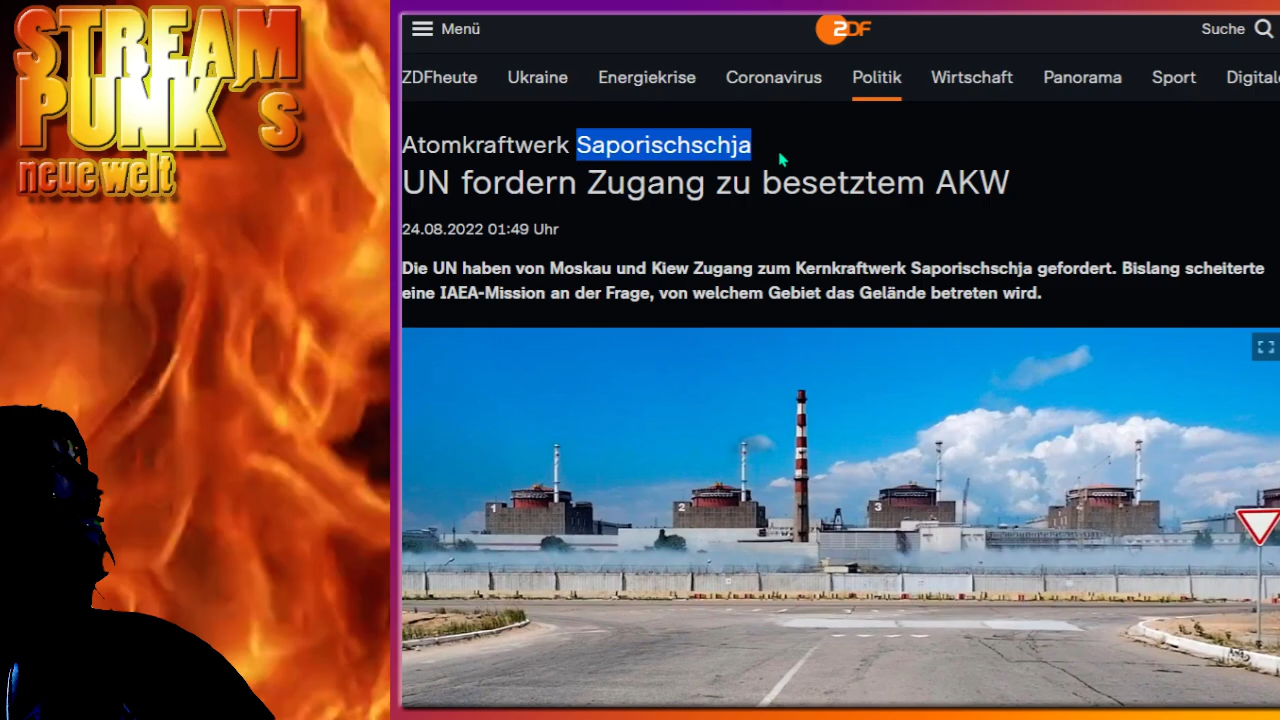 STREAM
PUNK´s
neue welt
Menü
ZDF
Suche
ZDFheute Ukraine Energiekrise Coronavirus Politik Wirtschaft Panorama Sport Digitale
Atomkraftwerk Saporischschja
UN fordern Zugang zu besetztem AKW
24.08.2022 01:49 Uhr
Die UN haben von Moskau und Kiew Zugang zum Kernkraftwerk Saporischschja gefordert. Bislang scheiterte
eine IAEA-Mission an der Frage, von welchem Gebiet das Gelände betreten wird.
1
2
3